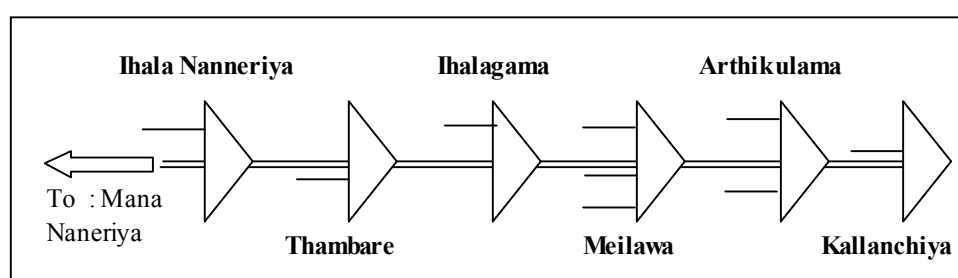 Ihala Nanneriya
Ihalagama
Arthikulama
To : Mana
Naneriya
Thambare
Meilawa
Kallanchiya